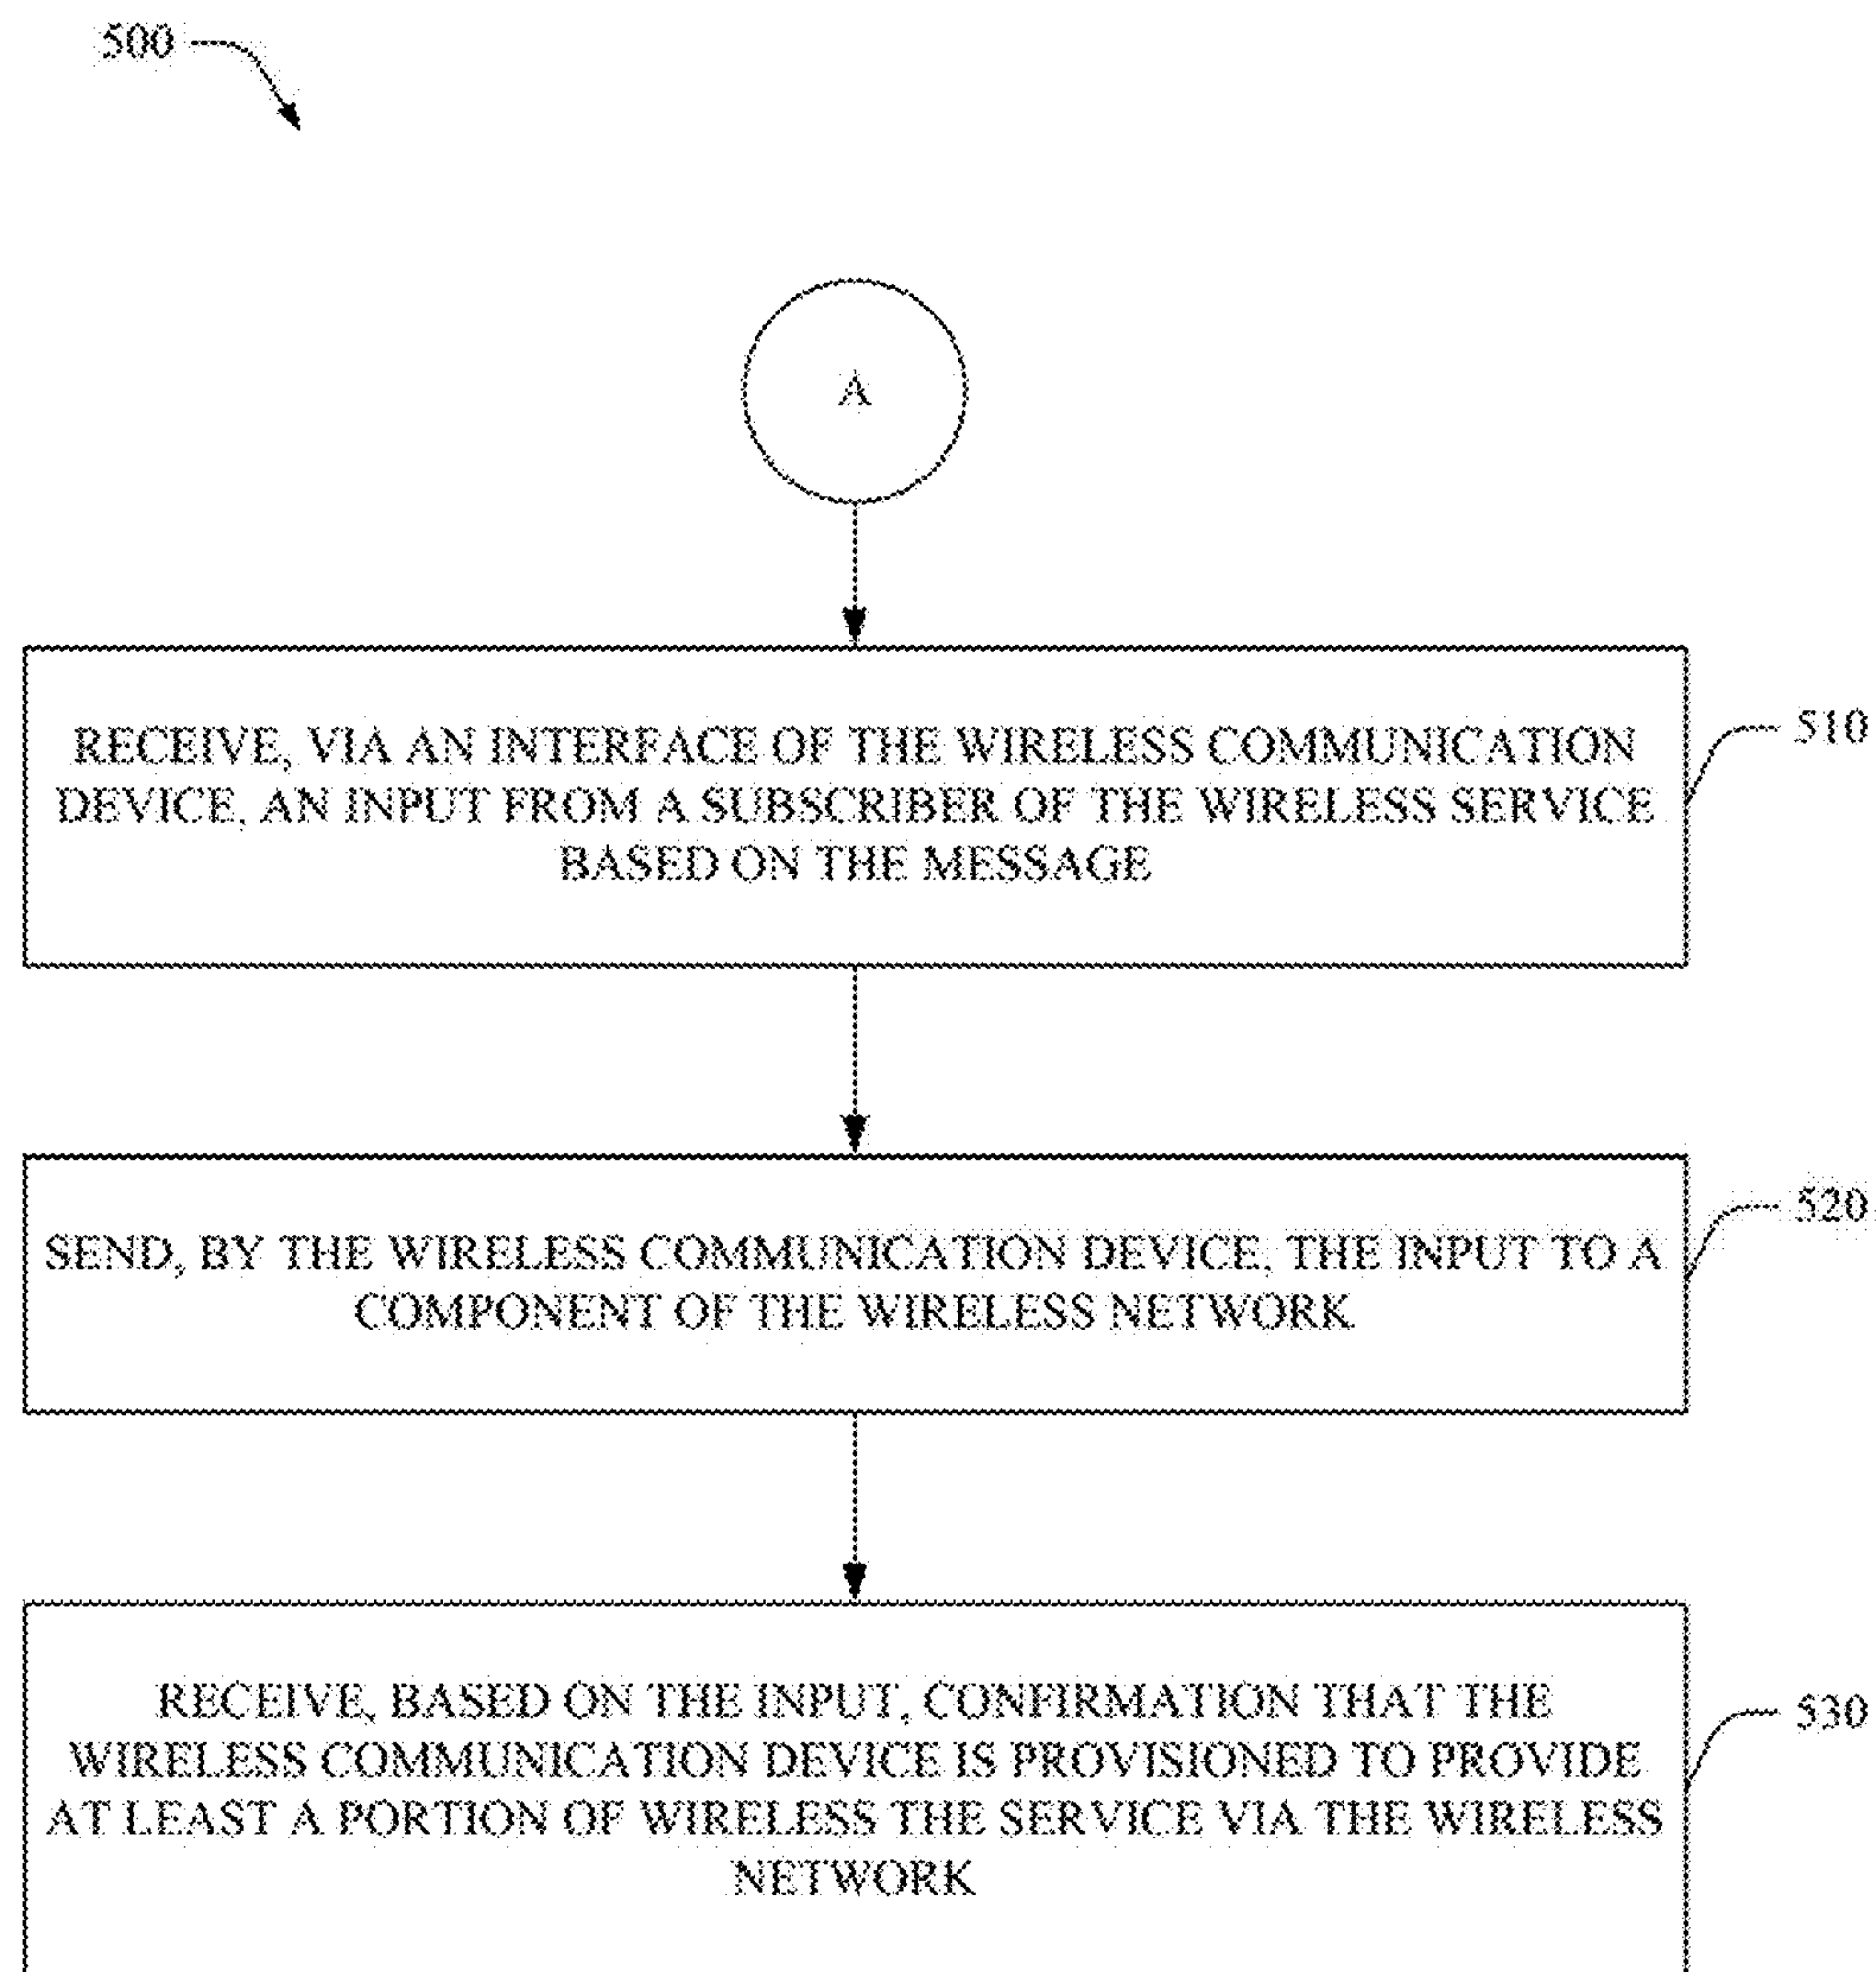 500
A
RECEIVE, VIA AN INTERFACE OF THE WIRELESS COMMUNICATION
DEVICE, AN INPUT FROM A SUBSCRIBER OF THE WIRELESS SERVICE
BASED ON THE MESSAGE
510
SEND, BY THE WIRELESS COMMUNICATION DEVICE, THE INPUT TO A
COMPONENT OF THE WIRELESS NETWORK
520
RECEIVE, BASED ON THE INPUT, CONFIRMATION THAT THE
WIRELESS COMMUNICATION DEVICE IS PROVISIONED TO PROVIDE
AT LEAST A PORTION OF WIRELESS THE SERVICE VIA THE WIRELESS
NETWORK
530